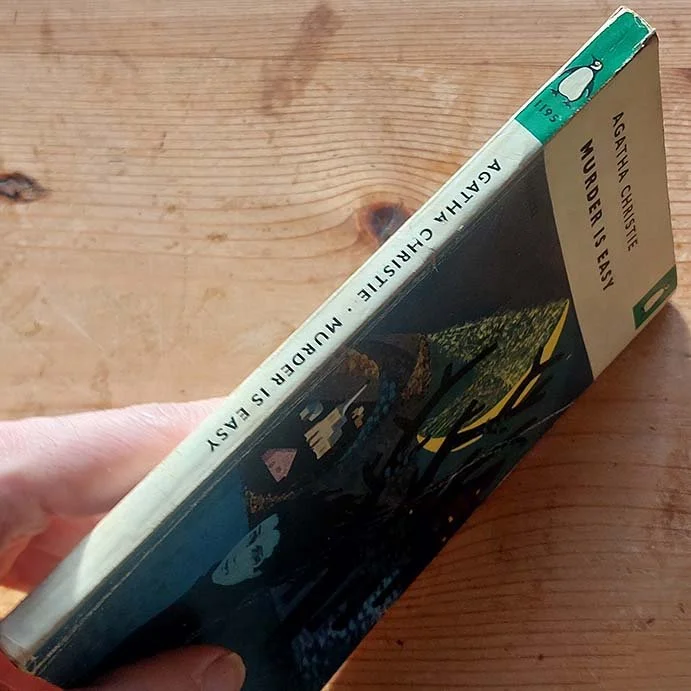 1195
AGATHA CHRISTIE · MURDER IS EASY
AGATHA CHRISTIE
MURDER IS EASY